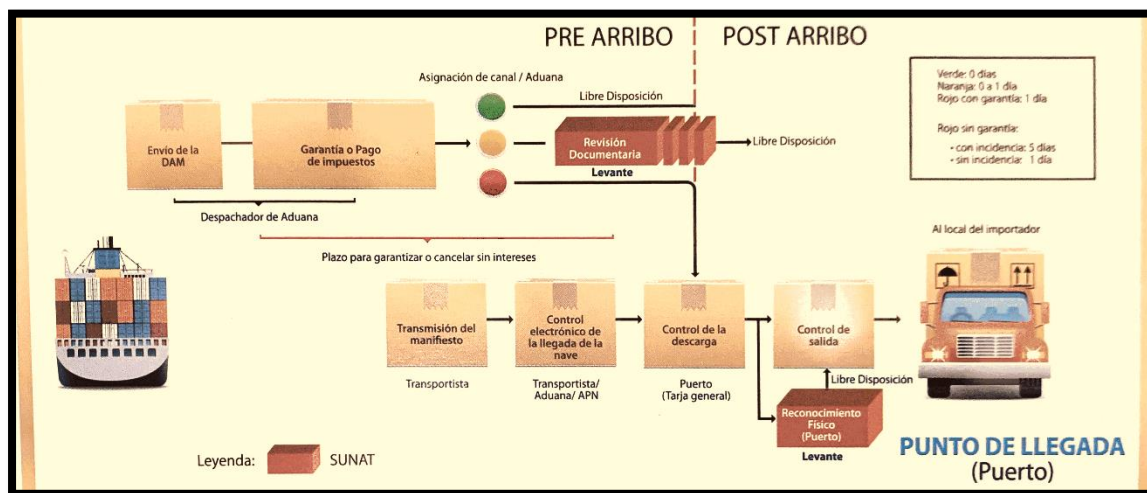 PRE ARRIBO
POST ARRIBO
Asignación de canal / Aduana
Libre Disposición
Envío de la
DAM
Garantía o Pago
de impuestos
Revisión
Documentaria
Levante
Libre Disposición
Verde: 0 días
Naranja: 0 a 1 día
Rojo con garantía: 1 día
Rojo sin garantía:
• con incidencia: 5 días
• sin incidencia: 1 día
Despachador de Aduana
Plazo para garantizar o cancelar sin intereses
Al local del importador
Transmisión del
manifiesto
Transportista
Control
electrónico de
la llegada de la
nave
Transportista/
Aduana/ APN
Control de la
descarga
Puerto
(Tarja general)
Control de
salida
Libre Disposición
Reconocimiento
Físico
(Puerto)
Levante
Leyenda:
SUNAT
PUNTO DE LLEGADA
(Puerto)